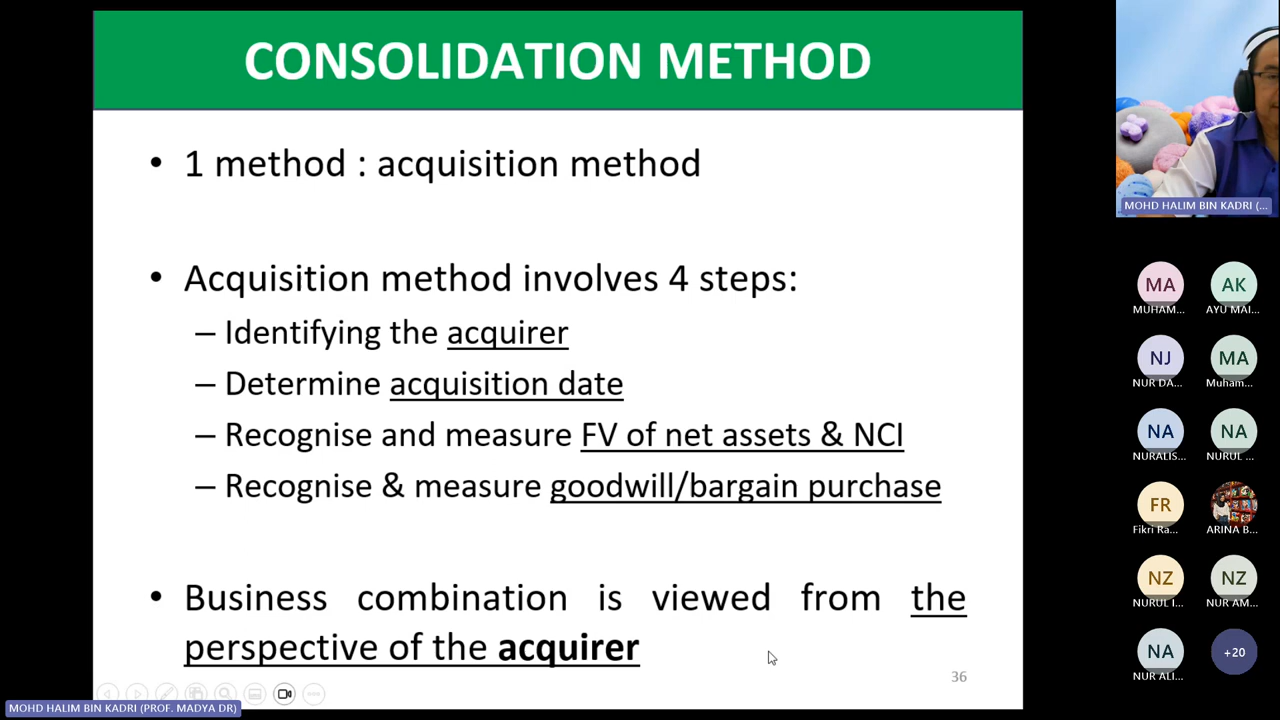 CONSOLIDATION METHOD
• 1 method : acquisition method
• Acquisition method involves 4 steps:
– Identifying the acquirer
– Determine acquisition date
– Recognise and measure FV of net assets & NCI
– Recognise & measure goodwill/bargain purchase
• Business combination is viewed from the
perspective of the acquirer
36
MOHD HALIM BIN KADRI (PROF. MADYA DR)
MOHD HALIM BIN KADRI (...
MA
MUHAM...
AK
AYU MAI...
NJ
NUR DA...
MA
Muham...
NA
NURALIS...
NA
NURUL ...
FR
Fikri Ra...
ARINA B...
NZ
NURUL I...
NZ
NUR AM...
NA
NUR ALI...
+20